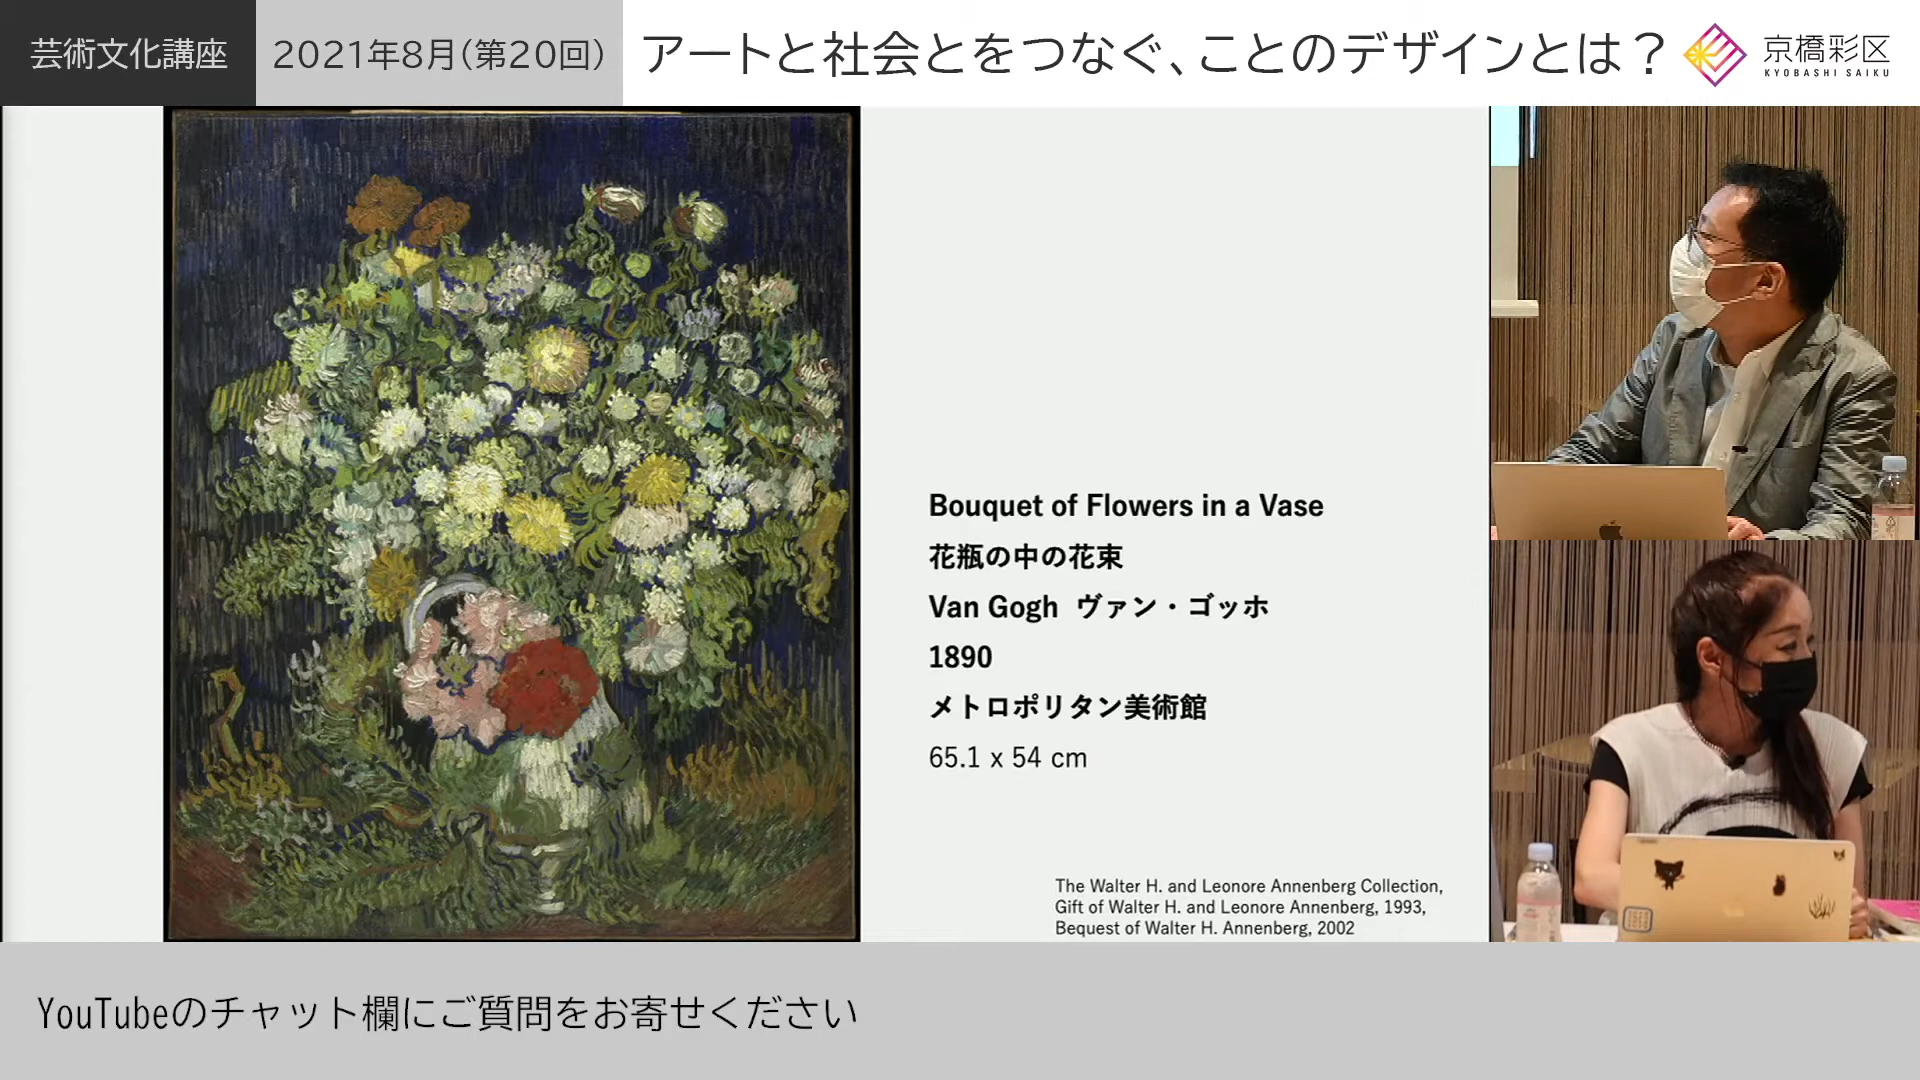 芸術文化講座
2021年8月(第20回)
アートと社会とをつなぐ、ことのデザインとは？
京橋彩区
KYOBASHI SAIKU
Bouquet of Flowers in a Vase
花瓶の中の花束
Van Gogh ヴァン・ゴッホ
1890
メトロポリタン美術館
65.1 x 54 cm
The Walter H. and Leonore Annenberg Collection,
Gift of Walter H. and Leonore Annenberg, 1993,
Bequest of Walter H. Annenberg, 2002
YouTubeのチャット欄にご質問をお寄せください